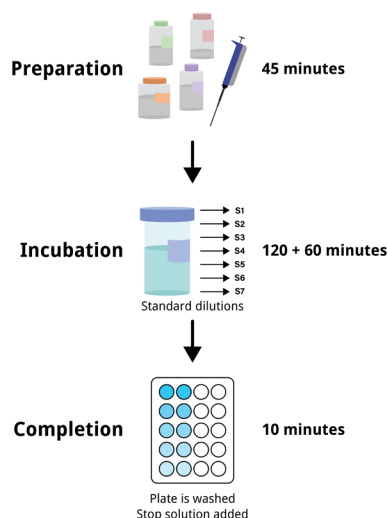 Preparation
45 minutes
Incubation
S1
S2
S3
S4
S5
S6
S7
120 + 60 minutes
Standard dilutions
Completion
10 minutes
Plate is washed
Stop solution added